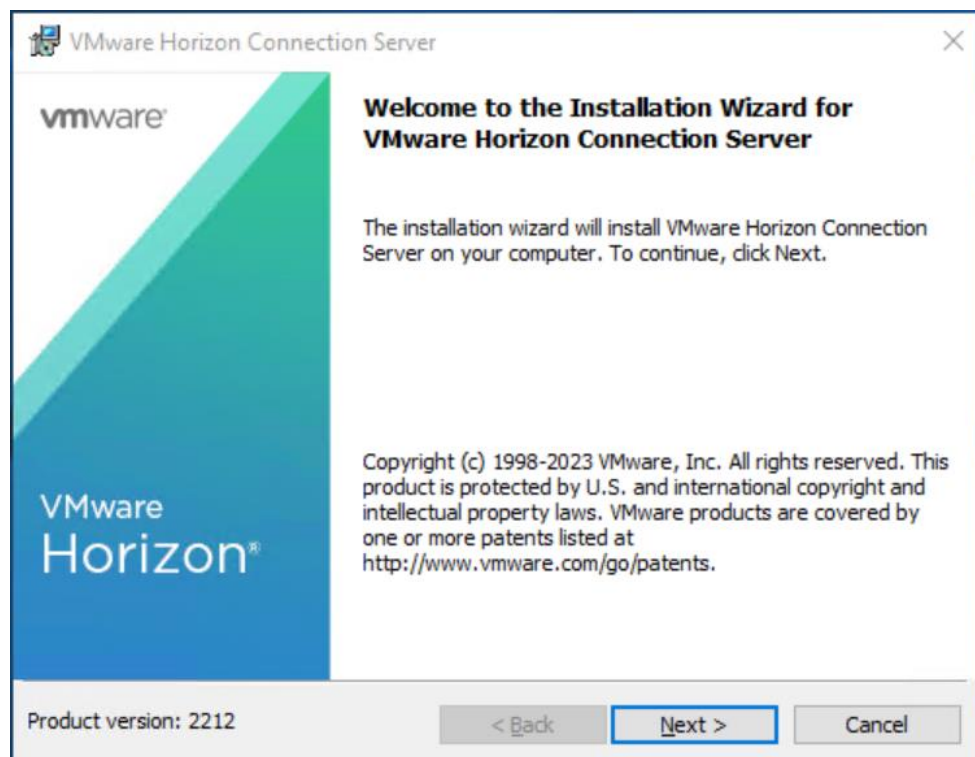 VMware Horizon Connection Server
vmware®
Welcome to the Installation Wizard for
VMware Horizon Connection Server
The installation wizard will install VMware Horizon Connection
Server on your computer. To continue, click Next.
Copyright (c) 1998-2023 VMware, Inc. All rights reserved. This
product is protected by U.S. and international copyright and
intellectual property laws. VMware products are covered by
one or more patents listed at
http://www.vmware.com/go/patents.
VMware
Horizon®
Product version: 2212
< Back
Next >
Cancel